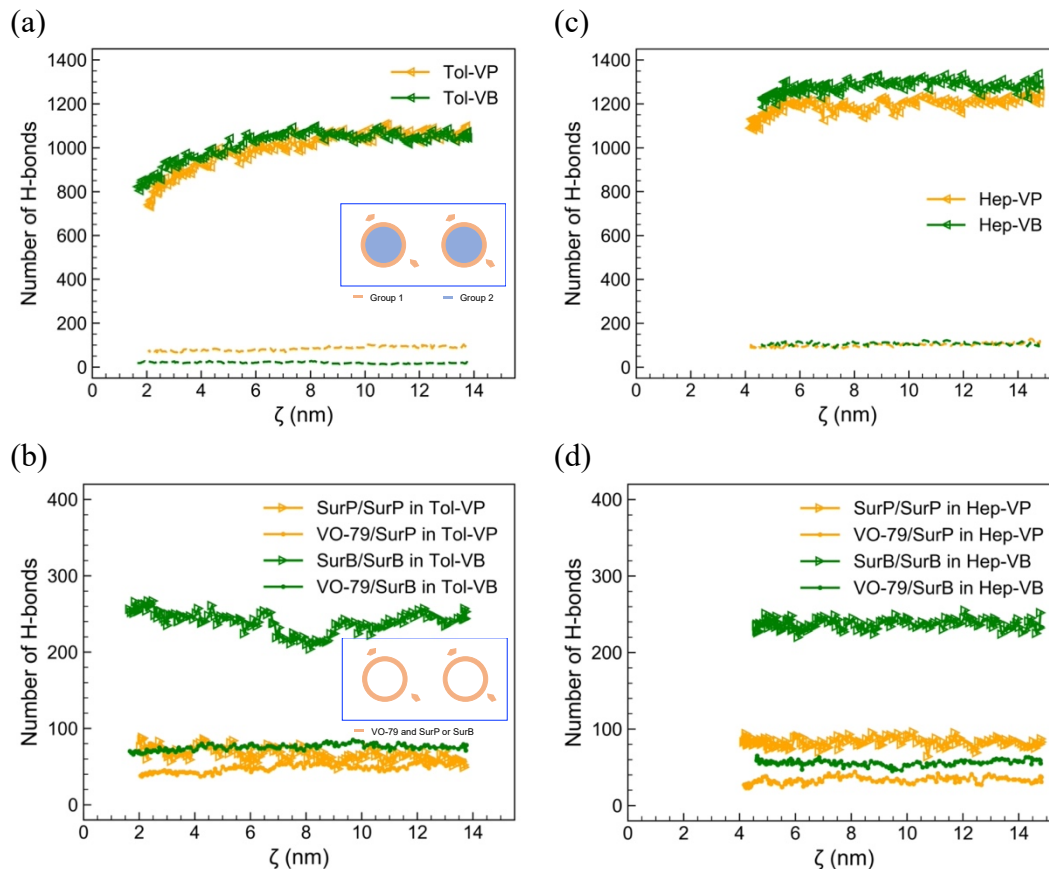 (a)
1400
1200
1000
800
600
400
200
0
Number of H-bonds
Tol-VP
Tol-VB
Group 1 Group 2
0 2 4 6 8 10 12 14
ζ (nm)
(c)
1400
1200
1000
800
600
400
200
0
Number of H-bonds
Hep-VP
Hep-VB
0 2 4 6 8 10 12 14
ζ (nm)
(b)
400
300
200
100
0
Number of H-bonds
SurP/SurP in Tol-VP
VO-79/SurP in Tol-VP
SurB/SurB in Tol-VB
VO-79/SurB in Tol-VB
VO-79 and SurP or SurB
0 2 4 6 8 10 12 14
ζ (nm)
(d)
400
300
200
100
0
Number of H-bonds
SurP/SurP in Hep-VP
VO-79/SurP in Hep-VP
SurB/SurB in Hep-VB
VO-79/SurB in Hep-VB
0 2 4 6 8 10 12 14
ζ (nm)